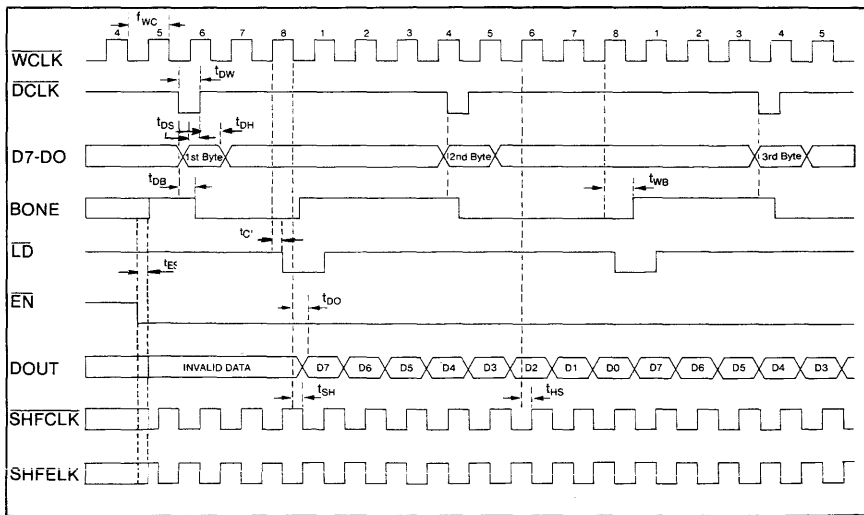 fWC
4 5 6 7 8 1 2 3 4 5 6 7 8 1 2 3 4 5
WCLK
tDW
DCLK
tDS tDH
D7-DO 1st Byte 2nd Byte 3rd Byte
tDB tWB
BONE
tC'
LD
tES
EN
tDO
DOUT INVALID DATA D7 D6 D5 D4 D3 D2 D1 D0 D7 D6 D5 D4 D3
tSH tHS
SHFCLK
SHFELK